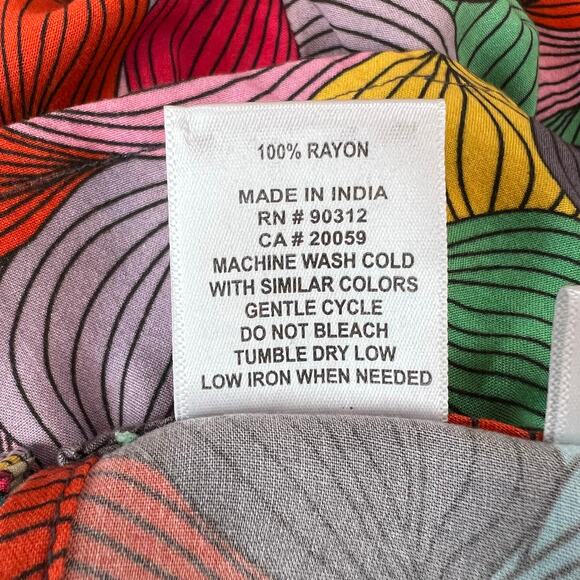 100% RAYON
MADE IN INDIA
RN # 90312
CA # 20059
MACHINE WASH COLD
WITH SIMILAR COLORS
GENTLE CYCLE
DO NOT BLEACH
TUMBLE DRY LOW
LOW IRON WHEN NEEDED